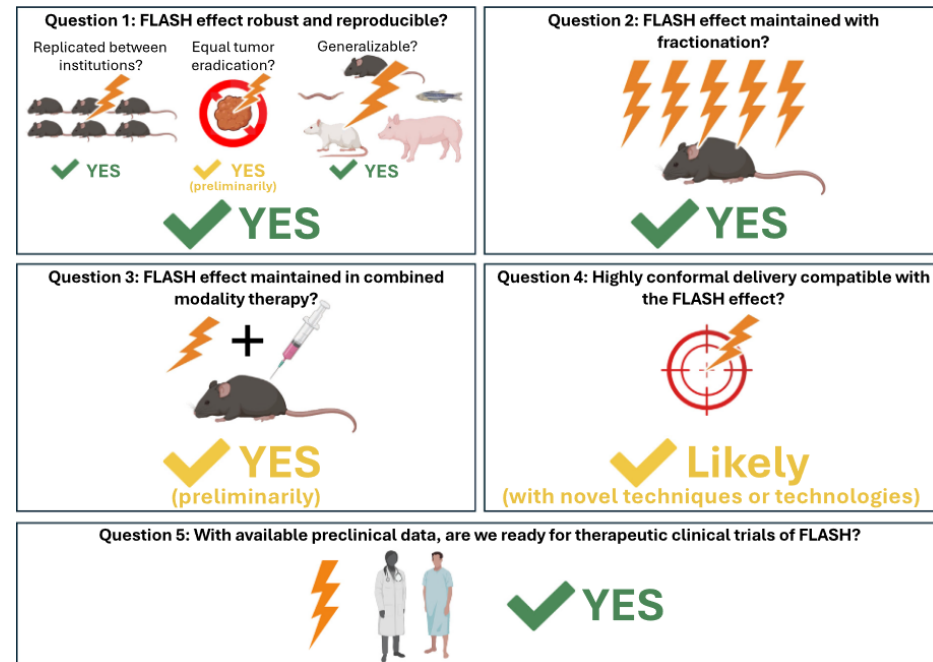 Question 1: FLASH effect robust and reproducible?
Replicated between
institutions?
Equal tumor
eradication?
Generalizable?
YES
YES
(preliminarily)
YES
YES
Question 2: FLASH effect maintained with
fractionation?
YES
Question 3: FLASH effect maintained in combined
modality therapy?
YES
(preliminarily)
Question 4: Highly conformal delivery compatible with
the FLASH effect?
Likely
(with novel techniques or technologies)
Question 5: With available preclinical data, are we ready for therapeutic clinical trials of FLASH?
YES